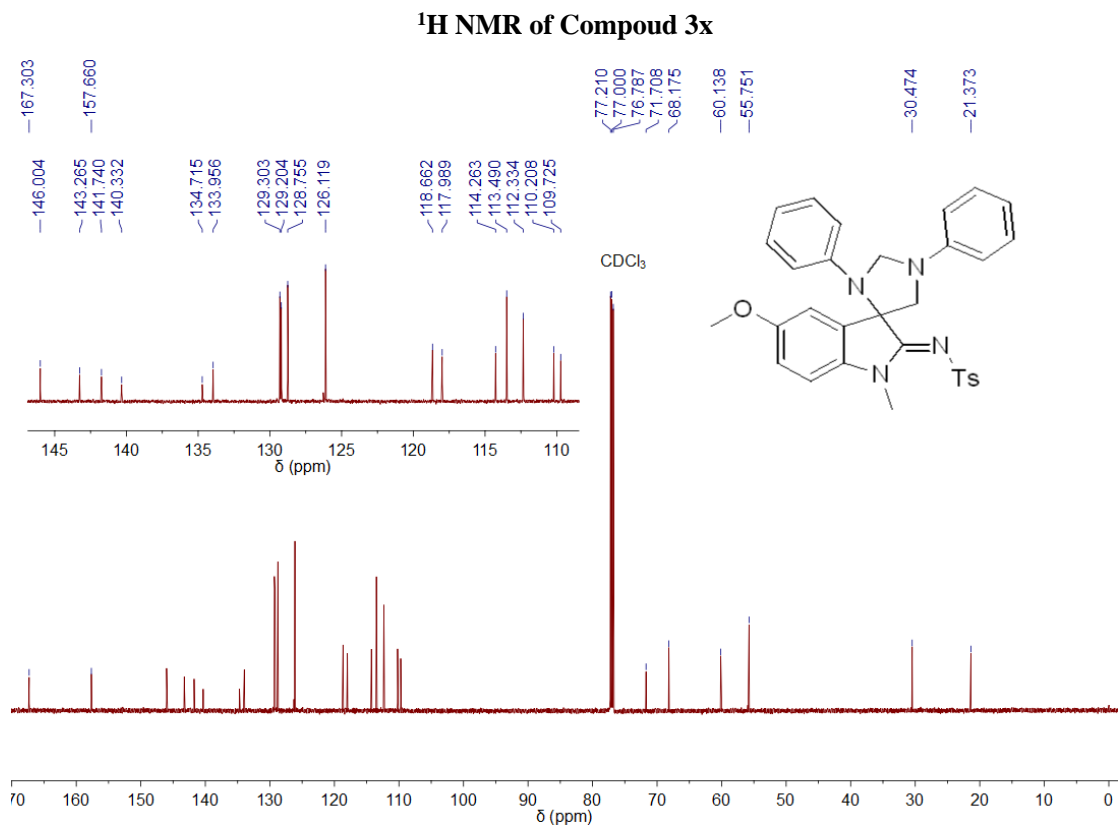 ¹H NMR of Compoud 3x
167.303
157.660
77.210
77.000
76.787
71.708
68.175
60.138
55.751
30.474
21.373
146.004
143.265
141.740
140.332
134.715
133.956
129.303
129.204
128.755
126.119
118.662
117.989
114.263
113.490
112.334
110.208
109.725
CDCl₃
N
N
O
N
N
Ts
145 140 135 130 125 120 115 110
δ (ppm)
70 160 150 140 130 120 110 100 90 80 70 60 50 40 30 20 10 0
δ (ppm)